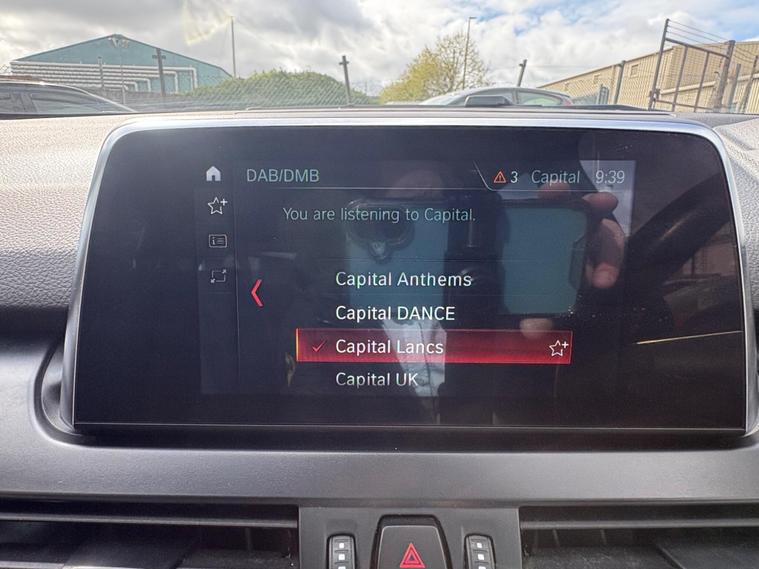 DAB/DMB
3 Capital 9:39
You are listening to Capital.
Capital Anthems
Capital DANCE
Capital Lancs
Capital UK